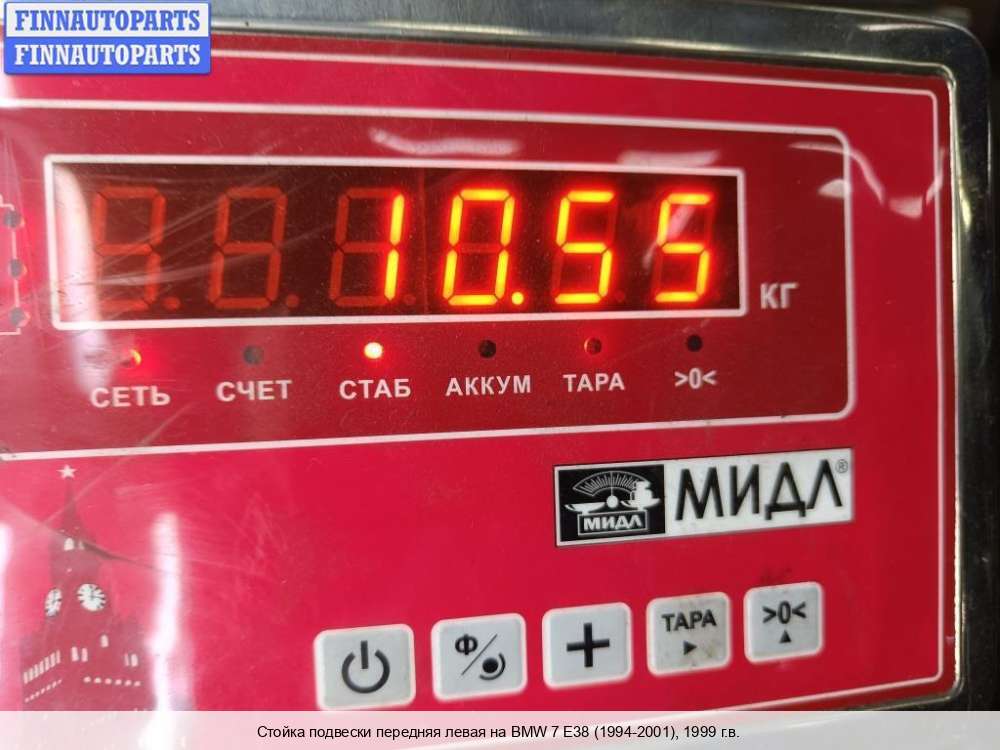 FINNAUTOPARTS
FINNAUTOPARTS
10.55
КГ
СЕТЬ СЧЕТ СТАБ АККУМ ТАРА >0<
МИДЛ МИДЛ®
Ф ТАРА >0<
Стойка подвески передняя левая на BMW 7 E38 (1994-2001), 1999 г.в.